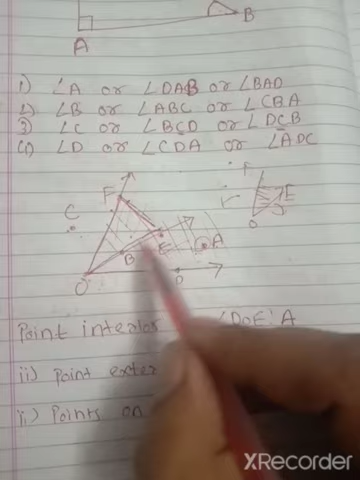 A
B
1) ∠A or ∠DAB or ∠BAD
2) ∠B or ∠ABC or ∠CBA
3) ∠C or ∠BCD or ∠DCB
4) ∠D or ∠CDA or ∠ADC
F
F
C
E
E
A
B
O
D
O
Point interior ∠DOE: A
ii) Point exter
Points on
XRecorder